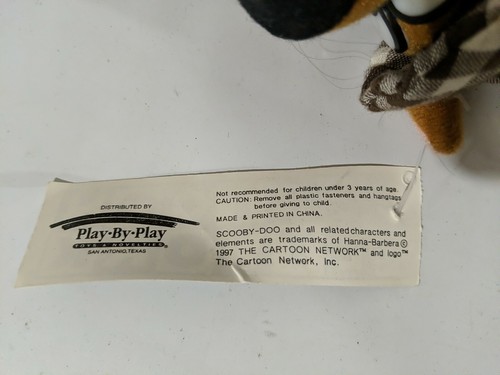 DISTRIBUTED BY
Play-By-Play
TOYS & NOVELTIES
SAN ANTONIO, TEXAS
Not recommended for children under 3 years of age.
CAUTION: Remove all plastic fasteners and hangtags
before giving to child.
MADE & PRINTED IN CHINA.
SCOOBY-DOO and all related characters and
elements are trademarks of Hanna-Barbera ©
1997 THE CARTOON NETWORK™ and logo™
The Cartoon Network, Inc.